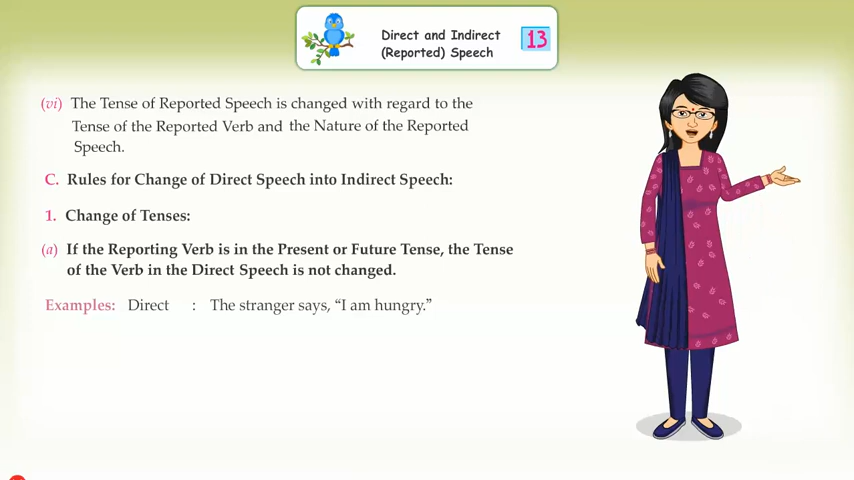 Direct and Indirect
(Reported) Speech
13
(vi) The Tense of Reported Speech is changed with regard to the
Tense of the Reported Verb and the Nature of the Reported
Speech.
C. Rules for Change of Direct Speech into Indirect Speech:
1. Change of Tenses:
(a) If the Reporting Verb is in the Present or Future Tense, the Tense
of the Verb in the Direct Speech is not changed.
Examples: Direct : The stranger says, “I am hungry.”